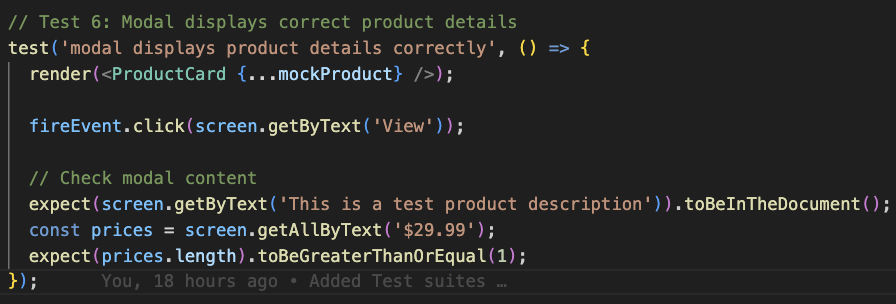 // Test 6: Modal displays correct product details
test('modal displays product details correctly', () => {
  render(<ProductCard {...mockProduct} />);

  fireEvent.click(screen.getByText('View'));

  // Check modal content
  expect(screen.getByText('This is a test product description')).toBeInTheDocument();
  const prices = screen.getAllByText('$29.99');
  expect(prices.length).toBeGreaterThanOrEqual(1);
});      You, 18 hours ago • Added Test suites …